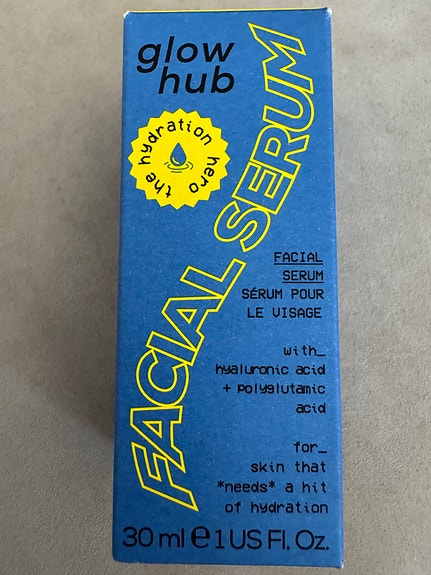 glow
hub
the hydration hero
FACIAL SERUM
FACIAL
SERUM
SÉRUM POUR
LE VISAGE
with_
hyaluronic acid
+ polyglutamic
acid
for_
skin that
*needs* a hit
of hydration
30 ml ℮ 1 US Fl. Oz.